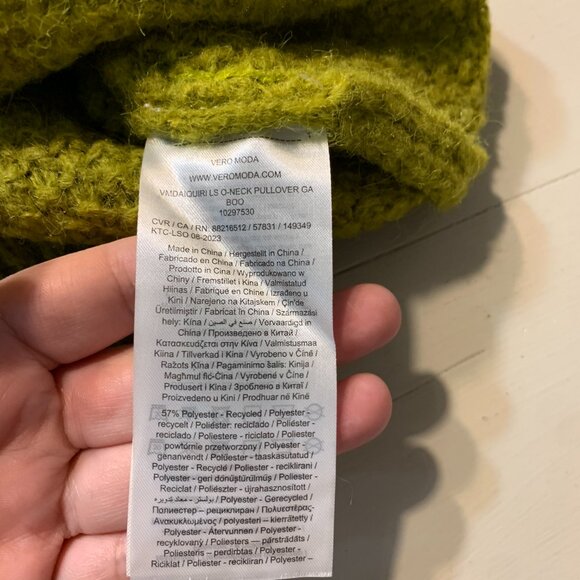 VERO MODA
WWW.VEROMODA.COM
VMDAIQUIRI LS O-NECK PULLOVER GA
BOO
10297530
CVR / CA / RN: 88216512 / 57831 / 149349
KTC-LSO 08-2023
Made in China / Hergestellt in China /
Fabricado en China / Fabricado na China /
Prodotto in Cina / Wyprodukowano w
Chiny / Fremstillet i Kina / Valmistatud
Hiinas / Fabriqué en Chine / Izrađeno u
Kini / Narejeno na Kitajskem / Çin'de
Üretilmiştir / Fabricat în China / Származási
hely: Kína / صنع في الصين / Vervaardigd in
China / Произведено в Китай /
Κατασκευάζεται στην Κίνα / Valmistusmaa
Kiina / Tillverkad i Kina / Vyrobeno v Číně /
Ražots Ķīna / Pagaminimo šalis: Kinija /
Magħmul fiċ-Ċina / Vyrobené v Číne /
Produsert i Kina / Зроблено в Китаї /
Proizvedeno u Kini / Prodhuar në Kinë
57% Polyester - Recycled / Polyester -
recycelt / Poliéster: reciclado / Poliéster -
reciclado / Poliestere - riciclato / Poliester -
powtórnie przetworzony / Polyester -
genanvendt / Polüester - taaskasutatud /
Polyester - Recyclé / Poliester - reciklirani /
Polyester - geri dönüştürülmüş / Poliester -
Reciclat / Poliészter - újrahasznosított /
بوليستر - معاد تدويره / Polyester - Gerecycled /
Полиестер – рециклиран / Πολυεστέρας-
Ανακυκλωμένος / polyesteri – kierrätetty /
Polyester - Återvunnen / Polyester –
recyklovaný / Poliesters – pārstrādāts /
Poliesteris – perdirbtas / Polyester –
Riċiklat / Polyester - recyklovaný / Polyester –